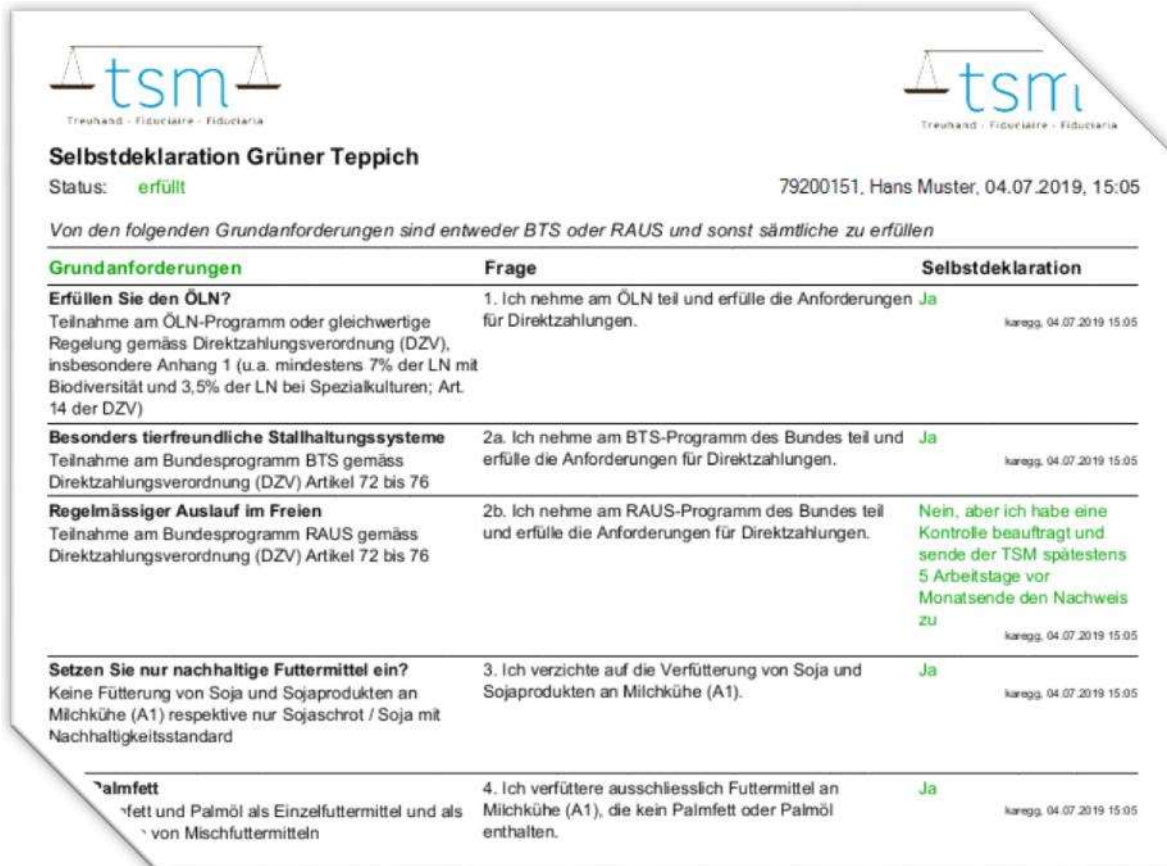 tsm
Treuhand - Fiduciaire - Fiduciaria
tsm
Treuhand - Fiduciaire - Fiduciaria
Selbstdeklaration Grüner Teppich
Status: erfüllt
79200151, Hans Muster, 04.07.2019, 15:05
Von den folgenden Grundanforderungen sind entweder BTS oder RAUS und sonst sämtliche zu erfüllen
Grundanforderungen Frage Selbstdeklaration
Erfüllen Sie den ÖLN?
Teilnahme am ÖLN-Programm oder gleichwertige
Regelung gemäss Direktzahlungsverordnung (DZV),
insbesondere Anhang 1 (u.a. mindestens 7% der LN mit
Biodiversität und 3,5% der LN bei Spezialkulturen; Art.
14 der DZV)
1. Ich nehme am ÖLN teil und erfülle die Anforderungen
für Direktzahlungen.
Ja
karegg, 04.07.2019 15:05
Besonders tierfreundliche Stallhaltungssysteme
Teilnahme am Bundesprogramm BTS gemäss
Direktzahlungsverordnung (DZV) Artikel 72 bis 76
2a. Ich nehme am BTS-Programm des Bundes teil und
erfülle die Anforderungen für Direktzahlungen.
Ja
karegg, 04.07.2019 15:05
Regelmässiger Auslauf im Freien
Teilnahme am Bundesprogramm RAUS gemäss
Direktzahlungsverordnung (DZV) Artikel 72 bis 76
2b. Ich nehme am RAUS-Programm des Bundes teil
und erfülle die Anforderungen für Direktzahlungen.
Nein, aber ich habe eine
Kontrolle beauftragt und
sende der TSM spätestens
5 Arbeitstage vor
Monatsende den Nachweis
zu
karegg, 04.07.2019 15:05
Setzen Sie nur nachhaltige Futtermittel ein?
Keine Fütterung von Soja und Sojaprodukten an
Milchkühe (A1) respektive nur Sojaschrot / Soja mit
Nachhaltigkeitsstandard
3. Ich verzichte auf die Verfütterung von Soja und
Sojaprodukten an Milchkühe (A1).
Ja
karegg, 04.07.2019 15:05
Palmfett
fett und Palmöl als Einzelfuttermittel und als
von Mischfuttermitteln
4. Ich verfüttere ausschliesslich Futtermittel an
Milchkühe (A1), die kein Palmfett oder Palmöl
enthalten.
Ja
karegg, 04.07.2019 15:05